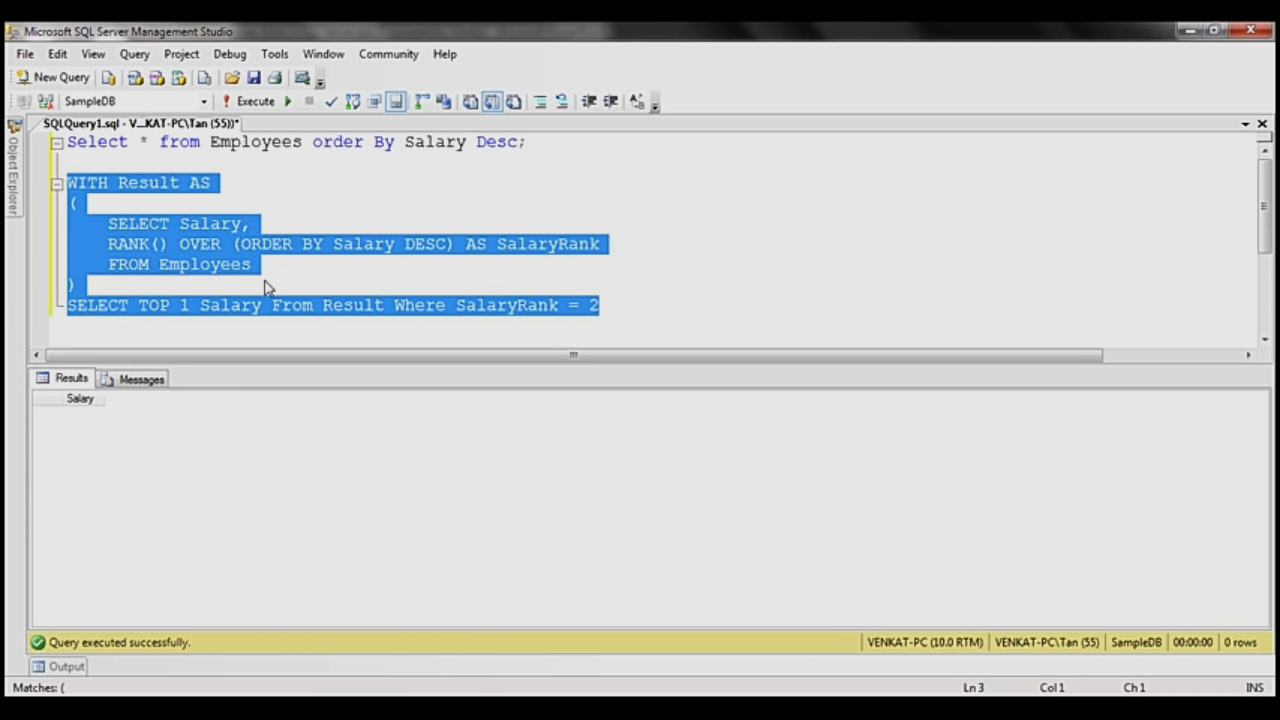 Microsoft SQL Server Management Studio
File Edit View Query Project Debug Tools Window Community Help
New Query
SampleDB Execute
SQLQuery1.sql - V...KAT-PC\Tan (55))*
Object Explorer
Select * from Employees order By Salary Desc;
WITH Result AS
(
SELECT Salary,
RANK() OVER (ORDER BY Salary DESC) AS SalaryRank
FROM Employees
)
SELECT TOP 1 Salary From Result Where SalaryRank = 2
Results Messages
Salary
Query executed successfully. VENKAT-PC (10.0 RTM) VENKAT-PC\Tan (55) SampleDB 00:00:00 0 rows
Output
Matches: ( Ln 3 Col 1 Ch 1 INS